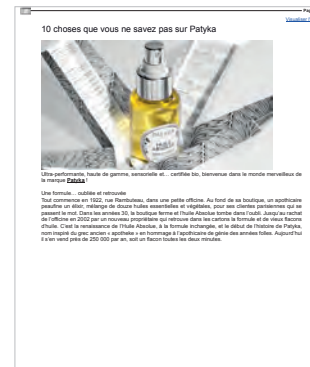 Visualiser
10 choses que vous ne savez pas sur Patyka
PATYKA
HUILE
Ultra-performante, haute de gamme, sensorielle et… certifiée bio, bienvenue dans le monde merveilleux de
la marque Patyka !
Une formule… oubliée et retrouvée
Tout commence en 1922, rue Rambuteau, dans une petite officine. Au fond de sa boutique, un apothicaire
peaufine un élixir, mélange de douze huiles essentielles et végétales, pour ses clientes parisiennes qui se
passent le mot. Dans les années 30, la boutique ferme et l'huile Absolue tombe dans l'oubli. Jusqu'au rachat
de l'officine en 2002 par un nouveau propriétaire qui retrouve dans les cartons la formule et de vieux flacons
d'huile. C'est la renaissance de l'Huile Absolue, à la formule inchangée, et le début de l'histoire de Patyka,
nom inspiré du grec ancien « apotheke » en hommage à l'apothicaire de génie des années folles. Aujourd'hui
il s'en vend près de 250 000 par an, soit un flacon toutes les deux minutes.